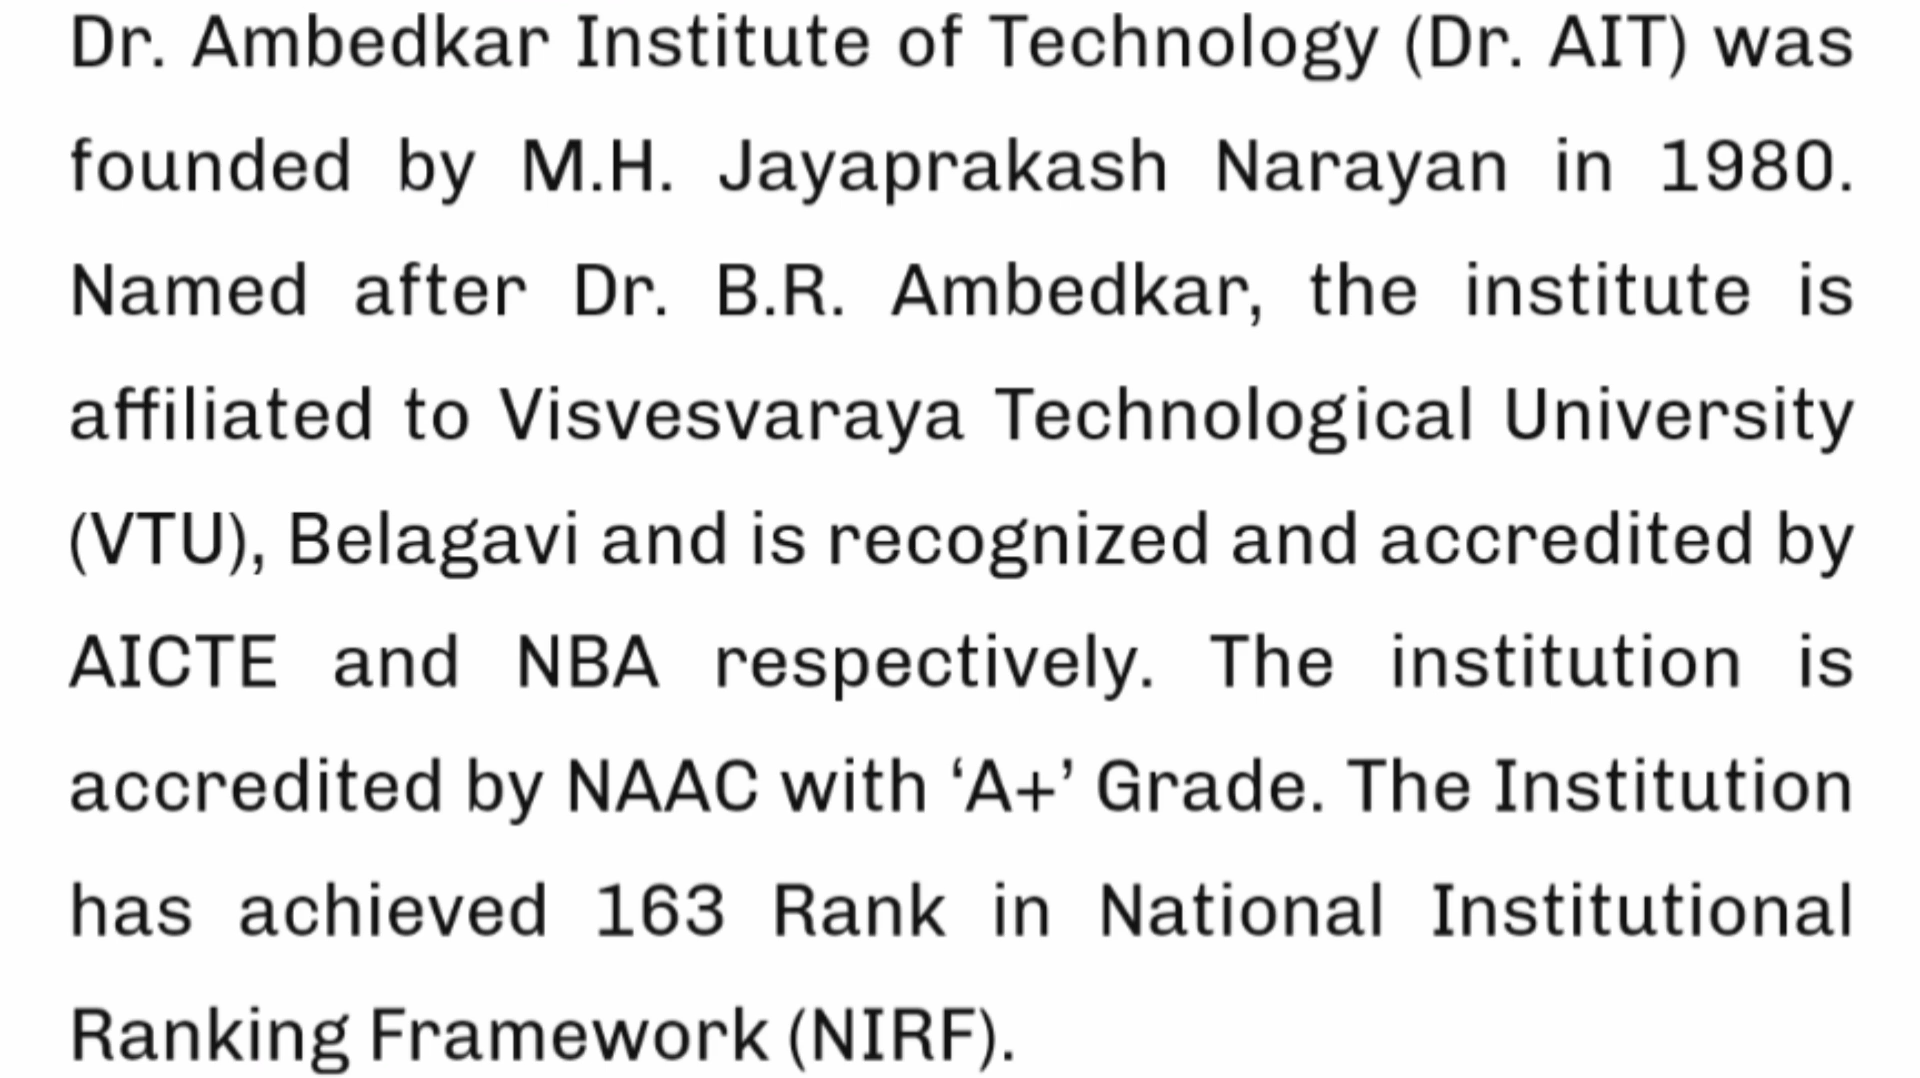 Dr. Ambedkar Institute of Technology (Dr. AIT) was
founded by M.H. Jayaprakash Narayan in 1980.
Named after Dr. B.R. Ambedkar, the institute is
affiliated to Visvesvaraya Technological University
(VTU), Belagavi and is recognized and accredited by
AICTE and NBA respectively. The institution is
accredited by NAAC with ‘A+’ Grade. The Institution
has achieved 163 Rank in National Institutional
Ranking Framework (NIRF).